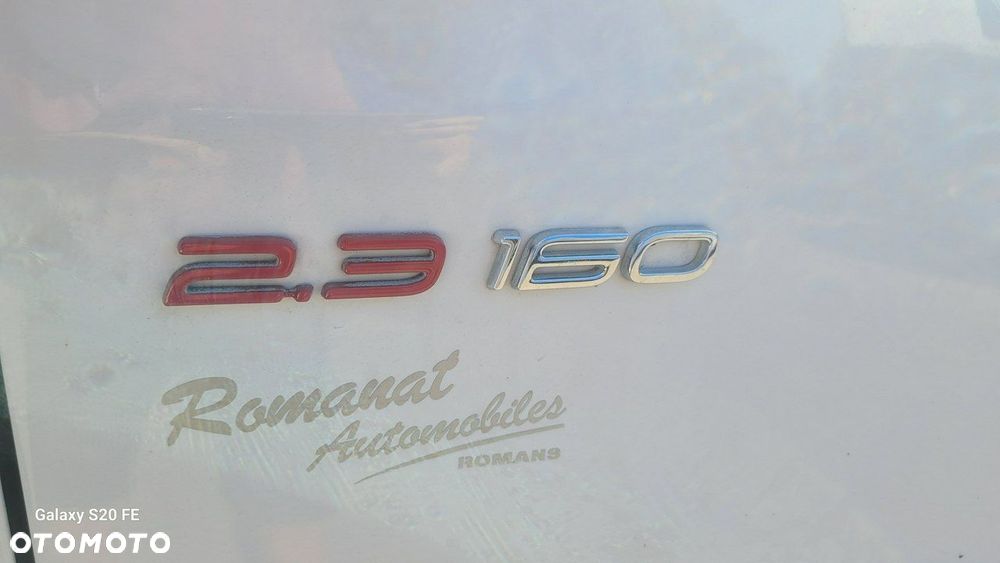 2.3 160
Romanat
Automobiles
ROMANS
Galaxy S20 FE
OTOMOTO